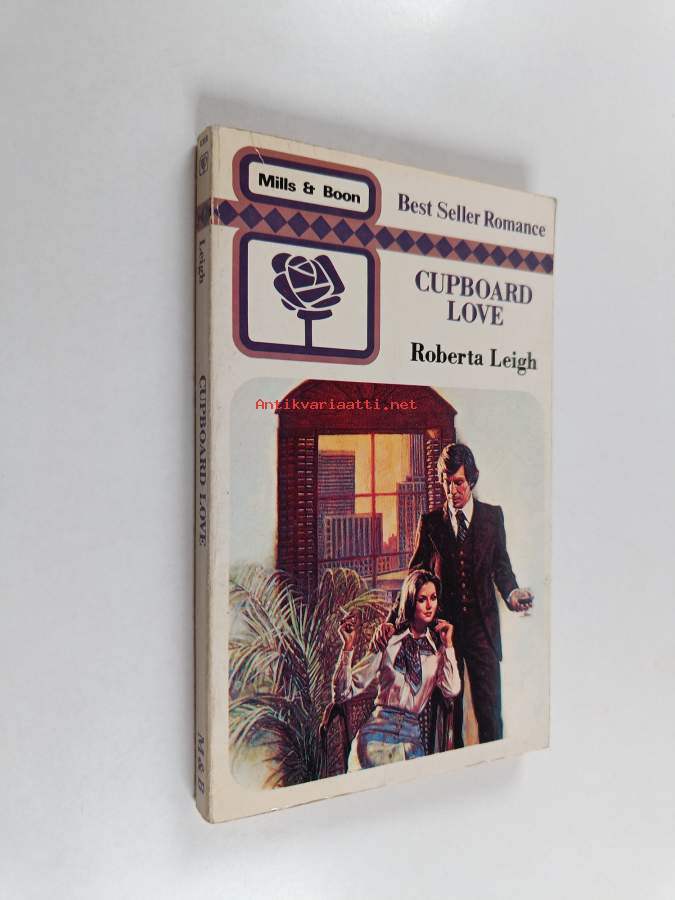 Mills & Boon
Best Seller Romance
CUPBOARD
LOVE
Roberta Leigh
Antikvariaatti.net
Leigh
CUPBOARD LOVE
M & B